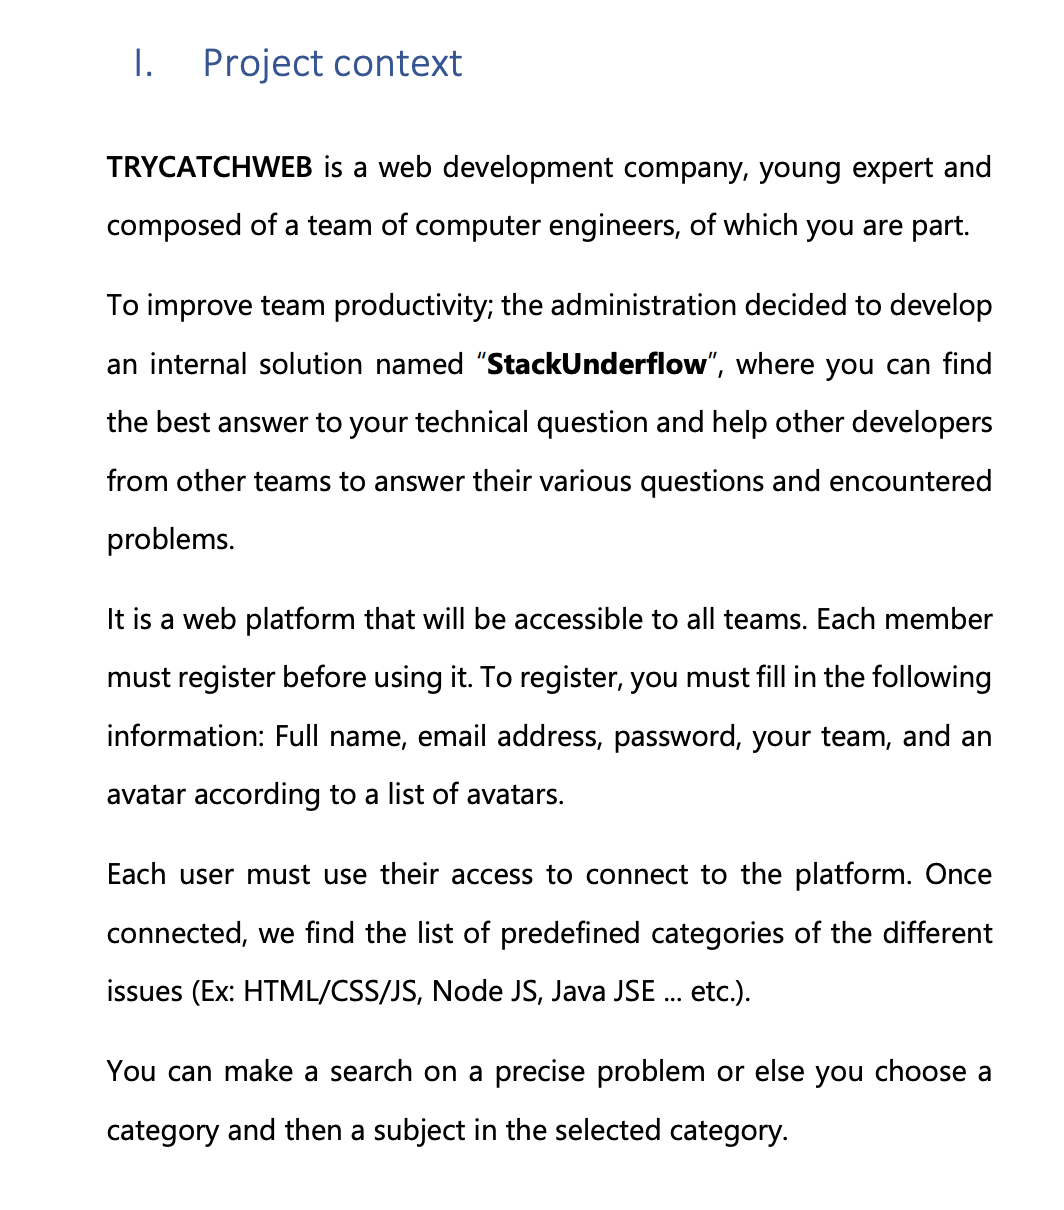 I. Project context
TRYCATCHWEB is a web development company, young expert and
composed of a team of computer engineers, of which you are part.
To improve team productivity; the administration decided to develop
an internal solution named “StackUnderflow”, where you can find
the best answer to your technical question and help other developers
from other teams to answer their various questions and encountered
problems.
It is a web platform that will be accessible to all teams. Each member
must register before using it. To register, you must fill in the following
information: Full name, email address, password, your team, and an
avatar according to a list of avatars.
Each user must use their access to connect to the platform. Once
connected, we find the list of predefined categories of the different
issues (Ex: HTML/CSS/JS, Node JS, Java JSE ... etc.).
You can make a search on a precise problem or else you choose a
category and then a subject in the selected category.